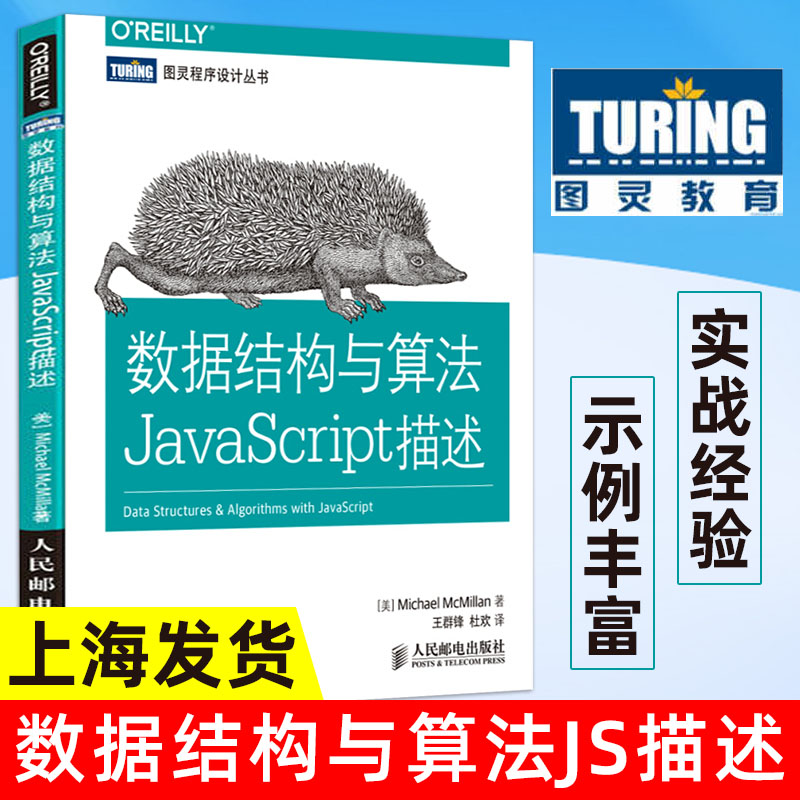 O'REILLY®
TURING 图灵程序设计丛书
数据结构与算法
JavaScript描述
Data Structures & Algorithms with JavaScript
[美] Michael McMillan 著
王群锋 杜欢 译
人民邮电出版社
POSTS & TELECOM PRESS
O'REILLY®
TURING
数据结构与算法 JavaScript描述
[美] Michael McMillan 著
人民邮电
TURING
图灵教育
实战经验
示例丰富
上海发货
数据结构与算法JS描述